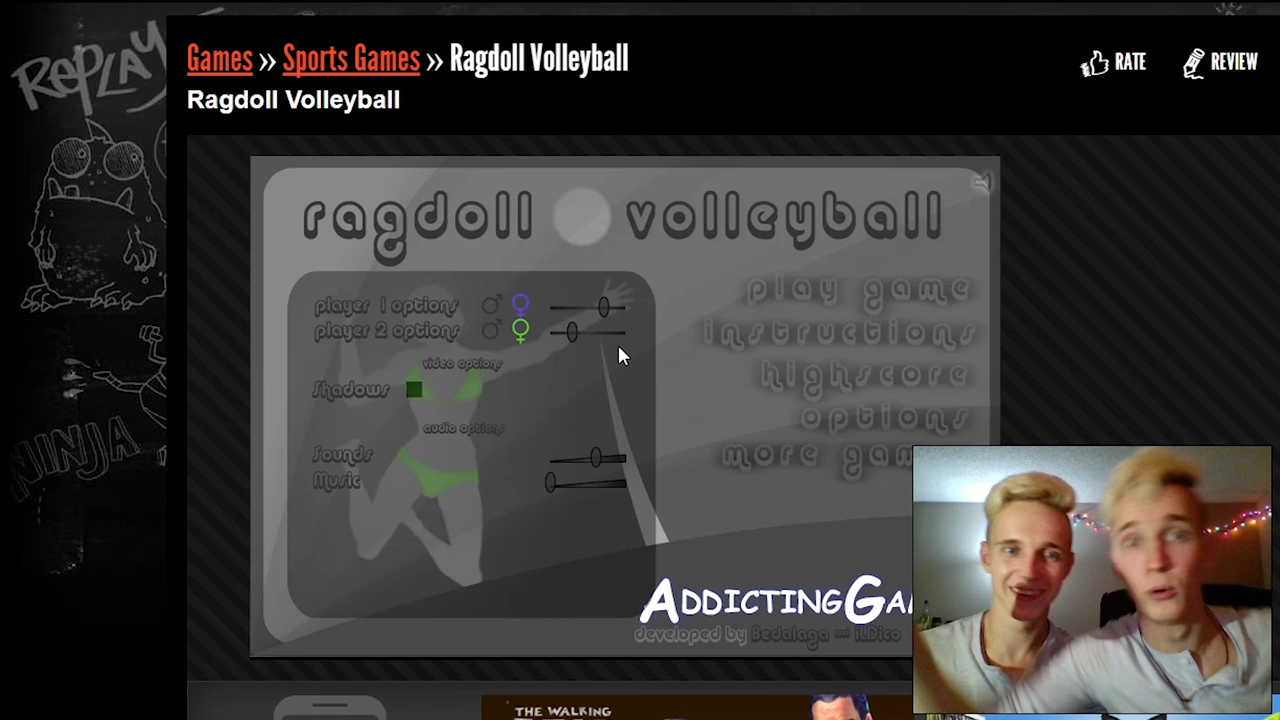 REPLAY
Games » Sports Games » Ragdoll Volleyball
RATE
REVIEW
Ragdoll Volleyball
ragdoll volleyball
player 1 options
player 2 options
video options
Shadows
audio options
Sounds
Music
play game
instructions
highscore
options
more gam
ADDICTINGGA
developed by Bedalaga and iLDico
NINJA
THE WALKING